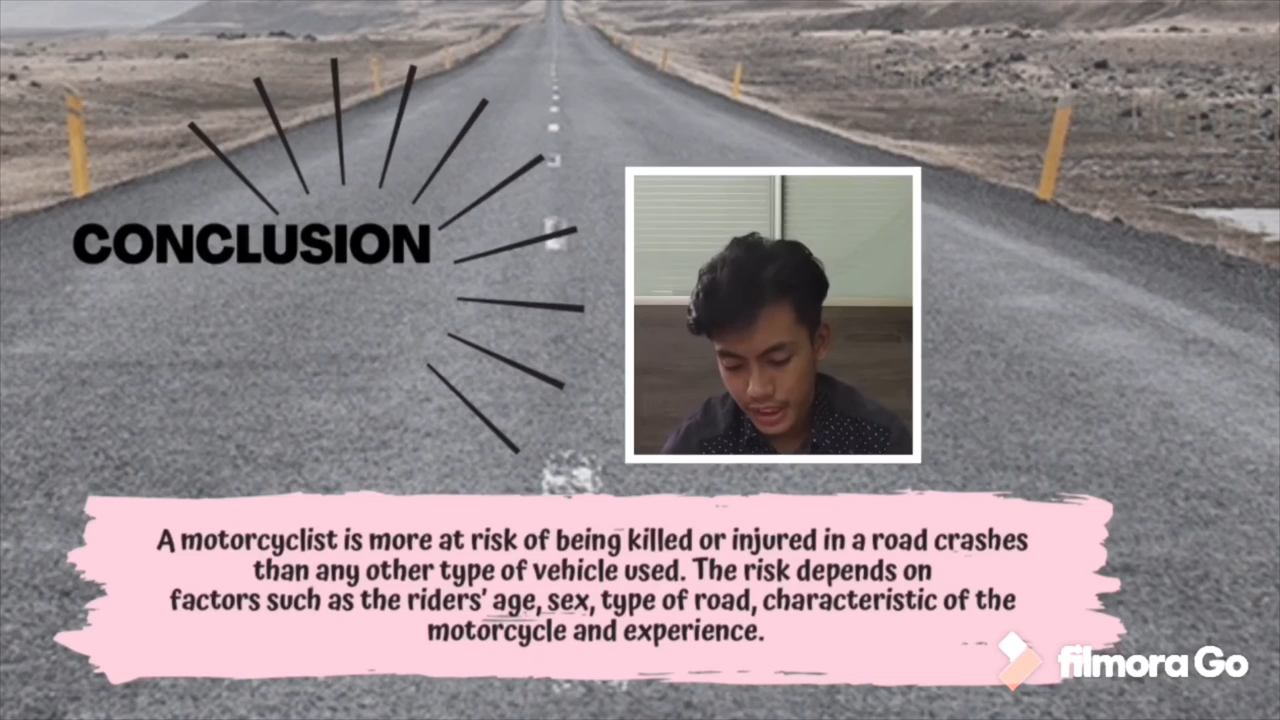 CONCLUSION
A motorcyclist is more at risk of being killed or injured in a road crashes
than any other type of vehicle used. The risk depends on
factors such as the riders' age, sex, type of road, characteristic of the
motorcycle and experience.
filmora Go